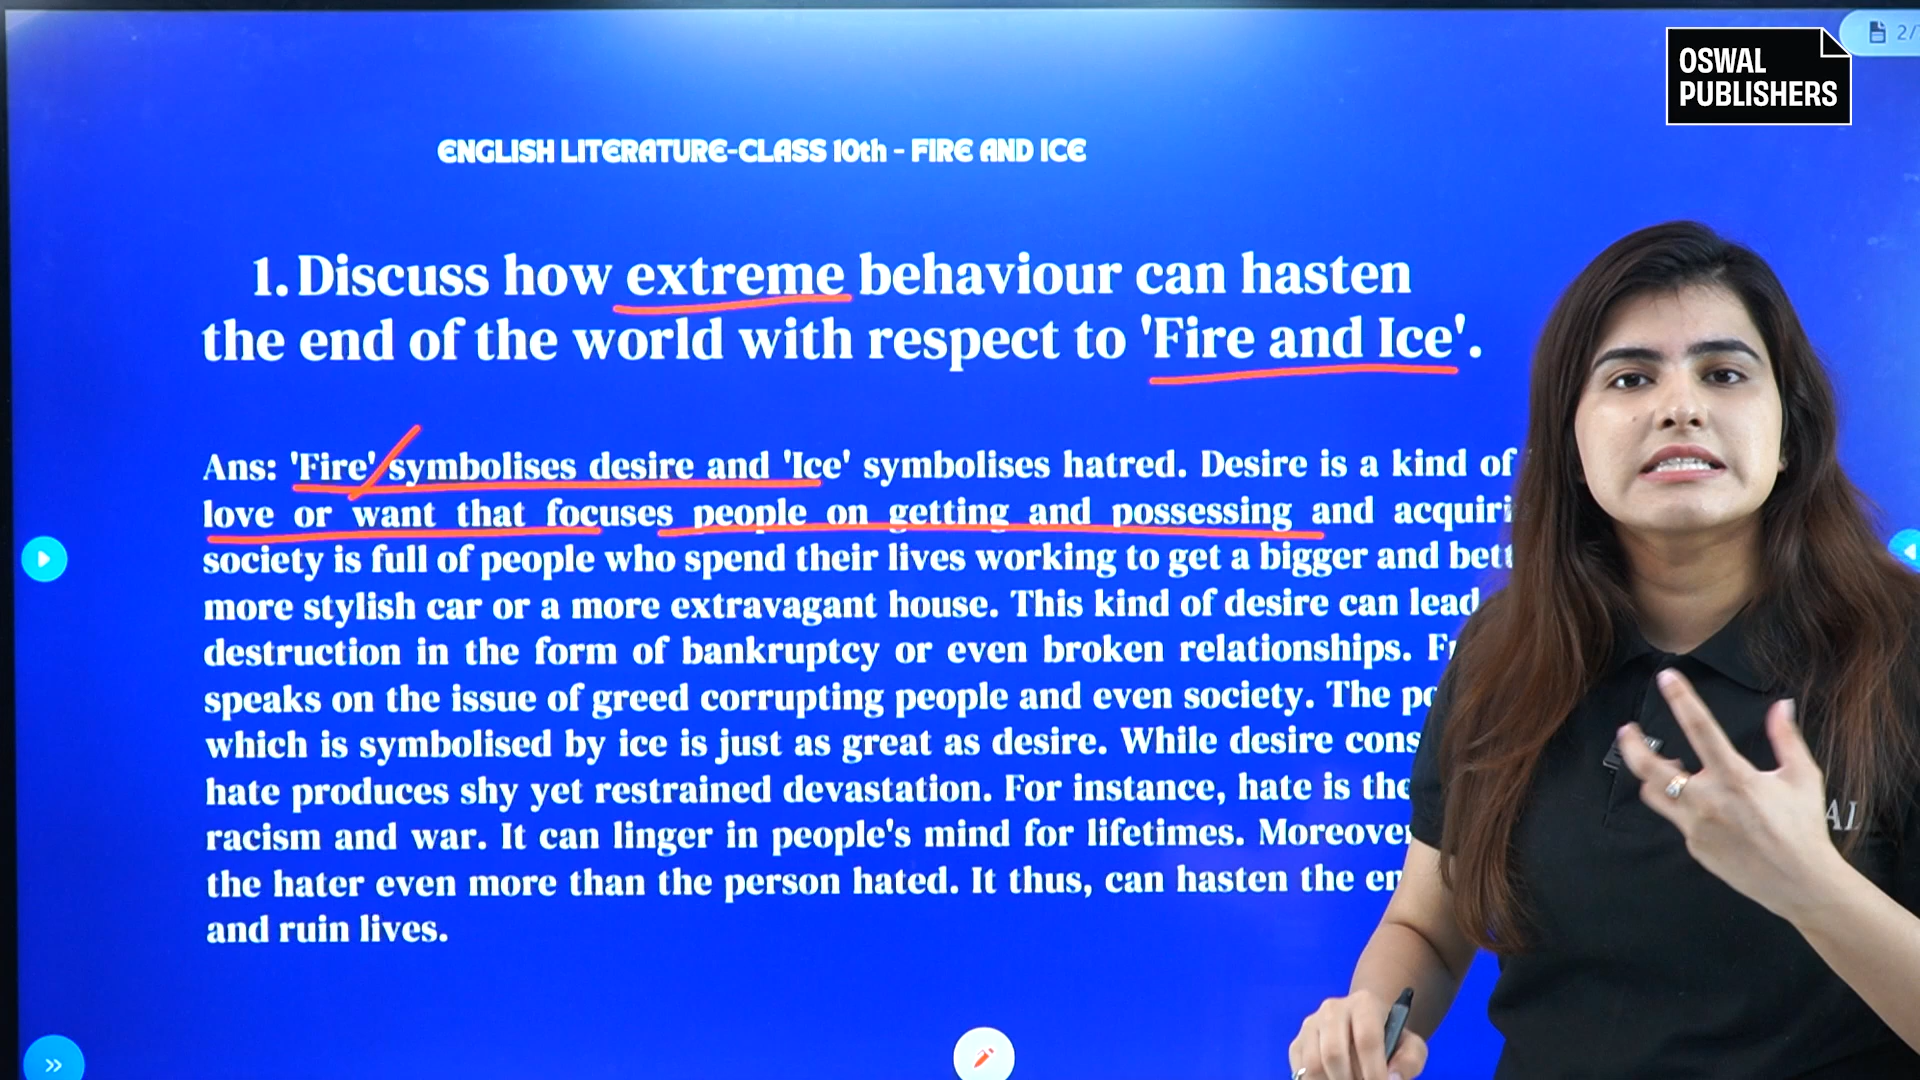 2/
OSWAL
PUBLISHERS
ENGLISH LITERATURE-CLASS 10th - FIRE AND ICE
1. Discuss how extreme behaviour can hasten
the end of the world with respect to 'Fire and Ice'.
Ans: 'Fire' symbolises desire and 'Ice' symbolises hatred. Desire is a kind of
love or want that focuses people on getting and possessing and
society is full of people who spend their lives working to get a bigger and
more stylish car or a more extravagant house. This kind of desire can lead
destruction in the form of bankruptcy or even broken relationships.
speaks on the issue of greed corrupting people and even society. The
which is symbolised by ice is just as great as desire. While desire
hate produces shy yet restrained devastation. For instance, hate is
racism and war. It can linger in people's mind for lifetimes. Moreover
the hater even more than the person hated. It thus, can hasten the
and ruin lives.